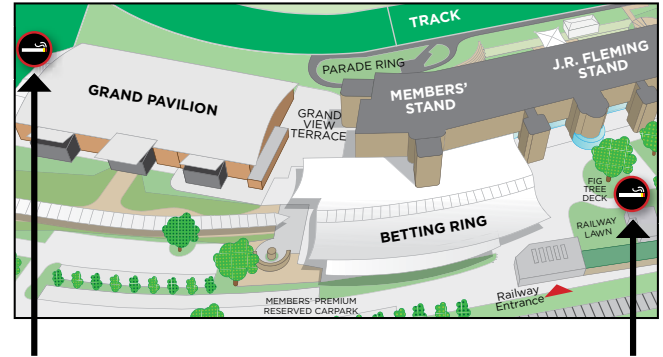 TRACK
PARADE RING
J.R. FLEMING
STAND
GRAND PAVILION
MEMBERS'
STAND
GRAND
VIEW
TERRACE
FIG
TREE
DECK
BETTING RING
RAILWAY
LAWN
Railway
Entrance
MEMBERS' PREMIUM
RESERVED CARPARK